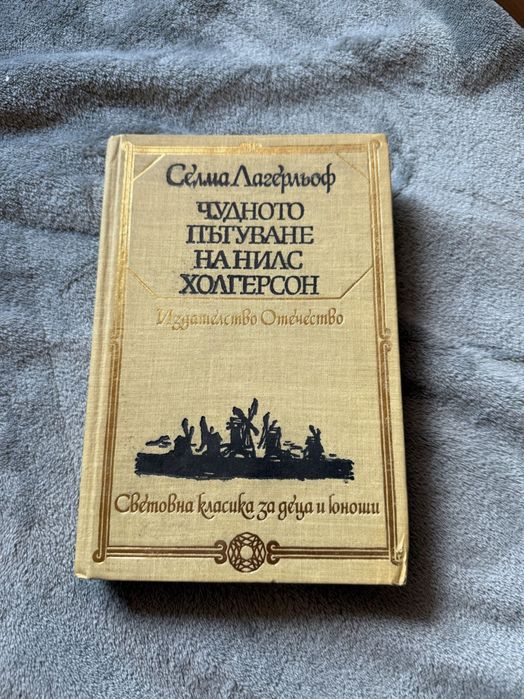 Селма Лагерльоф
ЧУДНОТО
ПЪТУВАНЕ
НА НИЛС
ХОЛГЕРСОН
Издателство Отечество
Световна класика за деца и юноши